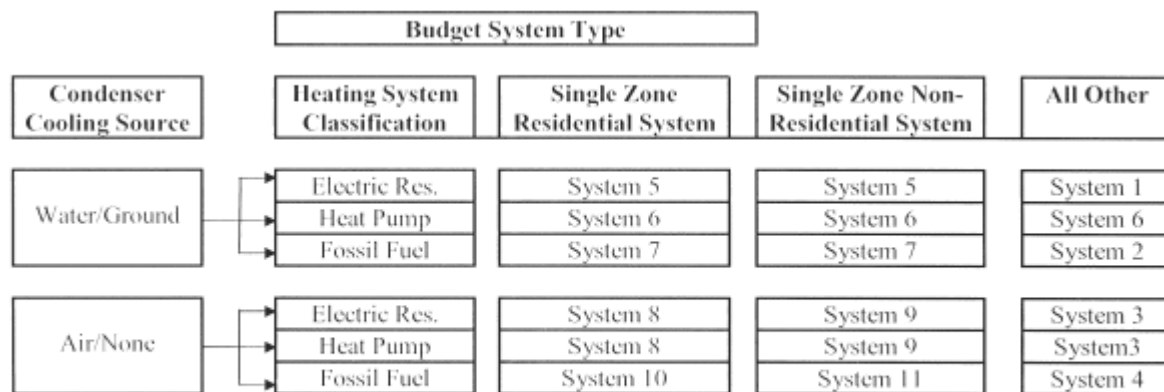 Budget System Type
Condenser Cooling Source
Heating System Classification
Single Zone Residential System
Single Zone Non-Residential System
All Other
Water/Ground
Electric Res. System 5 System 5 System 1
Heat Pump System 6 System 6 System 6
Fossil Fuel System 7 System 7 System 2
Air/None
Electric Res. System 8 System 9 System 3
Heat Pump System 8 System 9 System3
Fossil Fuel System 10 System 11 System 4